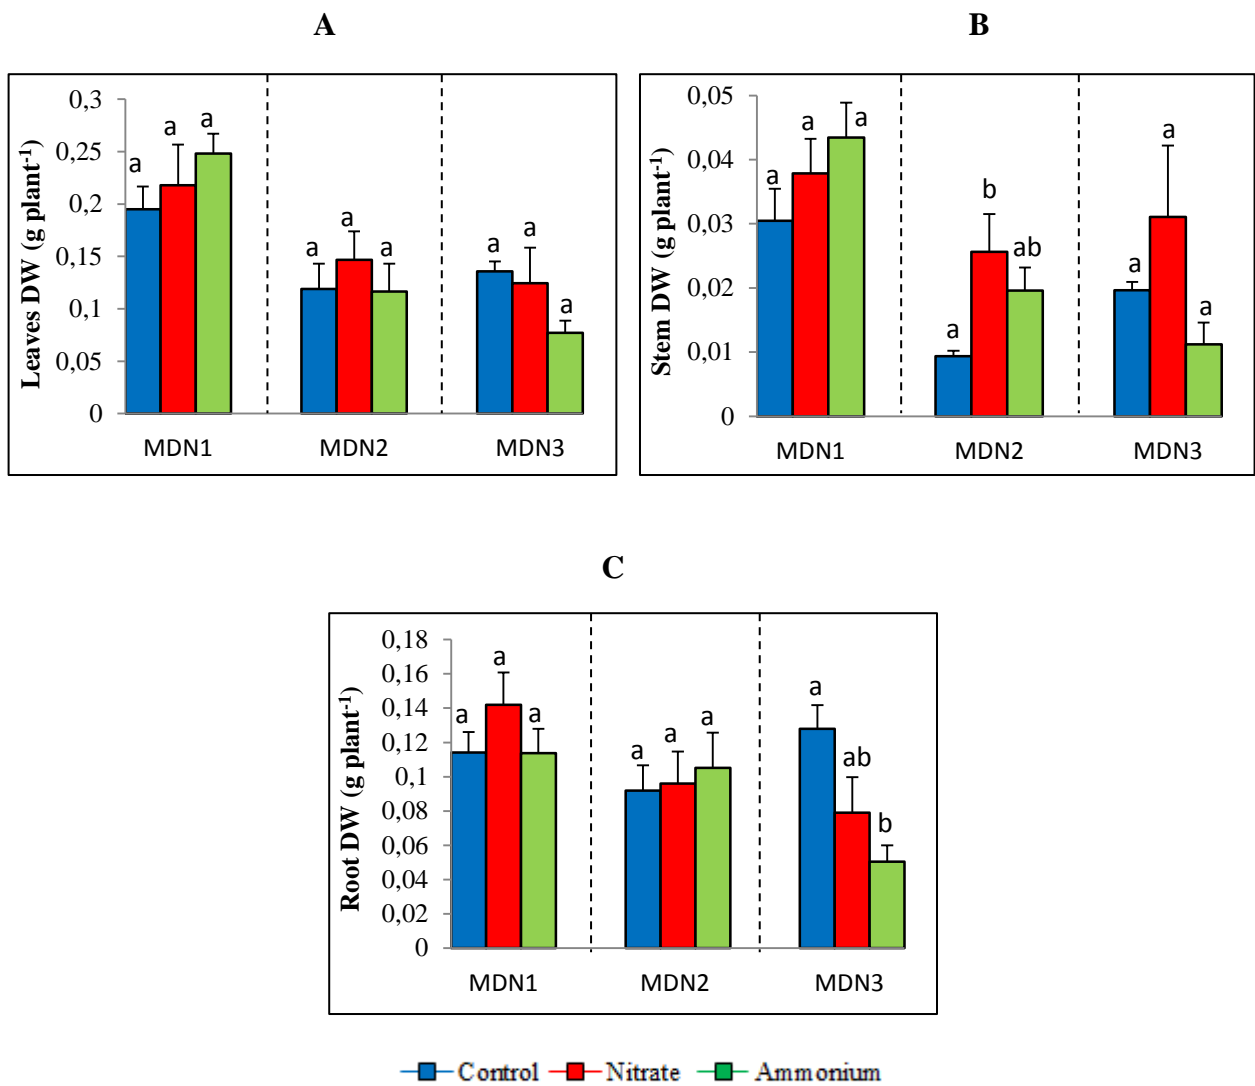 A
Leaves DW (g plant-1)
0,3
0,25
0,2
0,15
0,1
0,05
0
a a a
a a a
a a a
MDN1 MDN2 MDN3
B
Stem DW (g plant-1)
0,05
0,04
0,03
0,02
0,01
0
a a a
a b ab
a a a
MDN1 MDN2 MDN3
C
Root DW (g plant-1)
0,18
0,16
0,14
0,12
0,1
0,08
0,06
0,04
0,02
0
a a a
a a a
a ab b
MDN1 MDN2 MDN3
Control Nitrate Ammonium